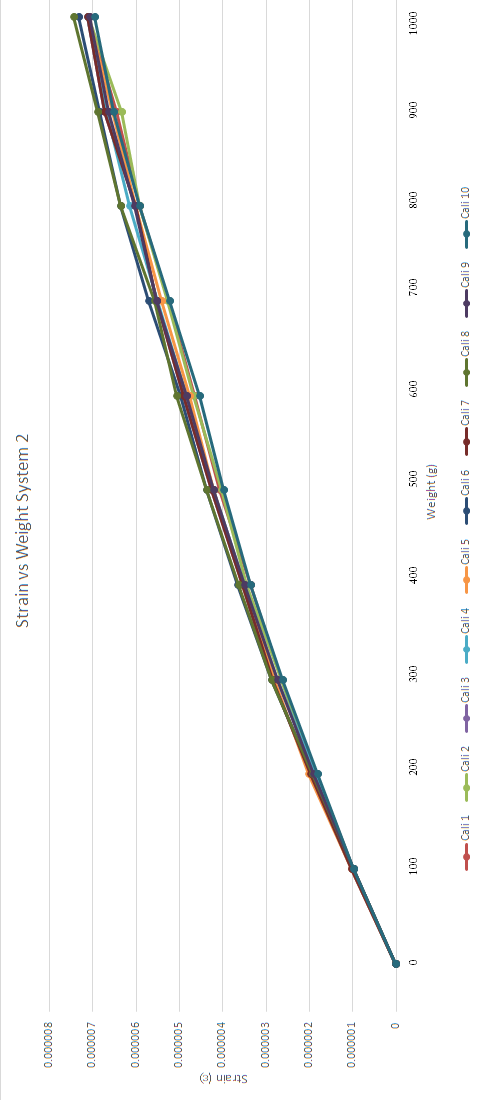 Strain vs Weight System 2
0.000008
0.000007
0.000006
0.000005
0.000004
0.000003
0.000002
0.000001
0
Strain (ε)
0 100 200 300 400 500 600 700 800 900 1000
Weight (g)
Cali 1 Cali 2 Cali 3 Cali 4 Cali 5 Cali 6 Cali 7 Cali 8 Cali 9 Cali 10